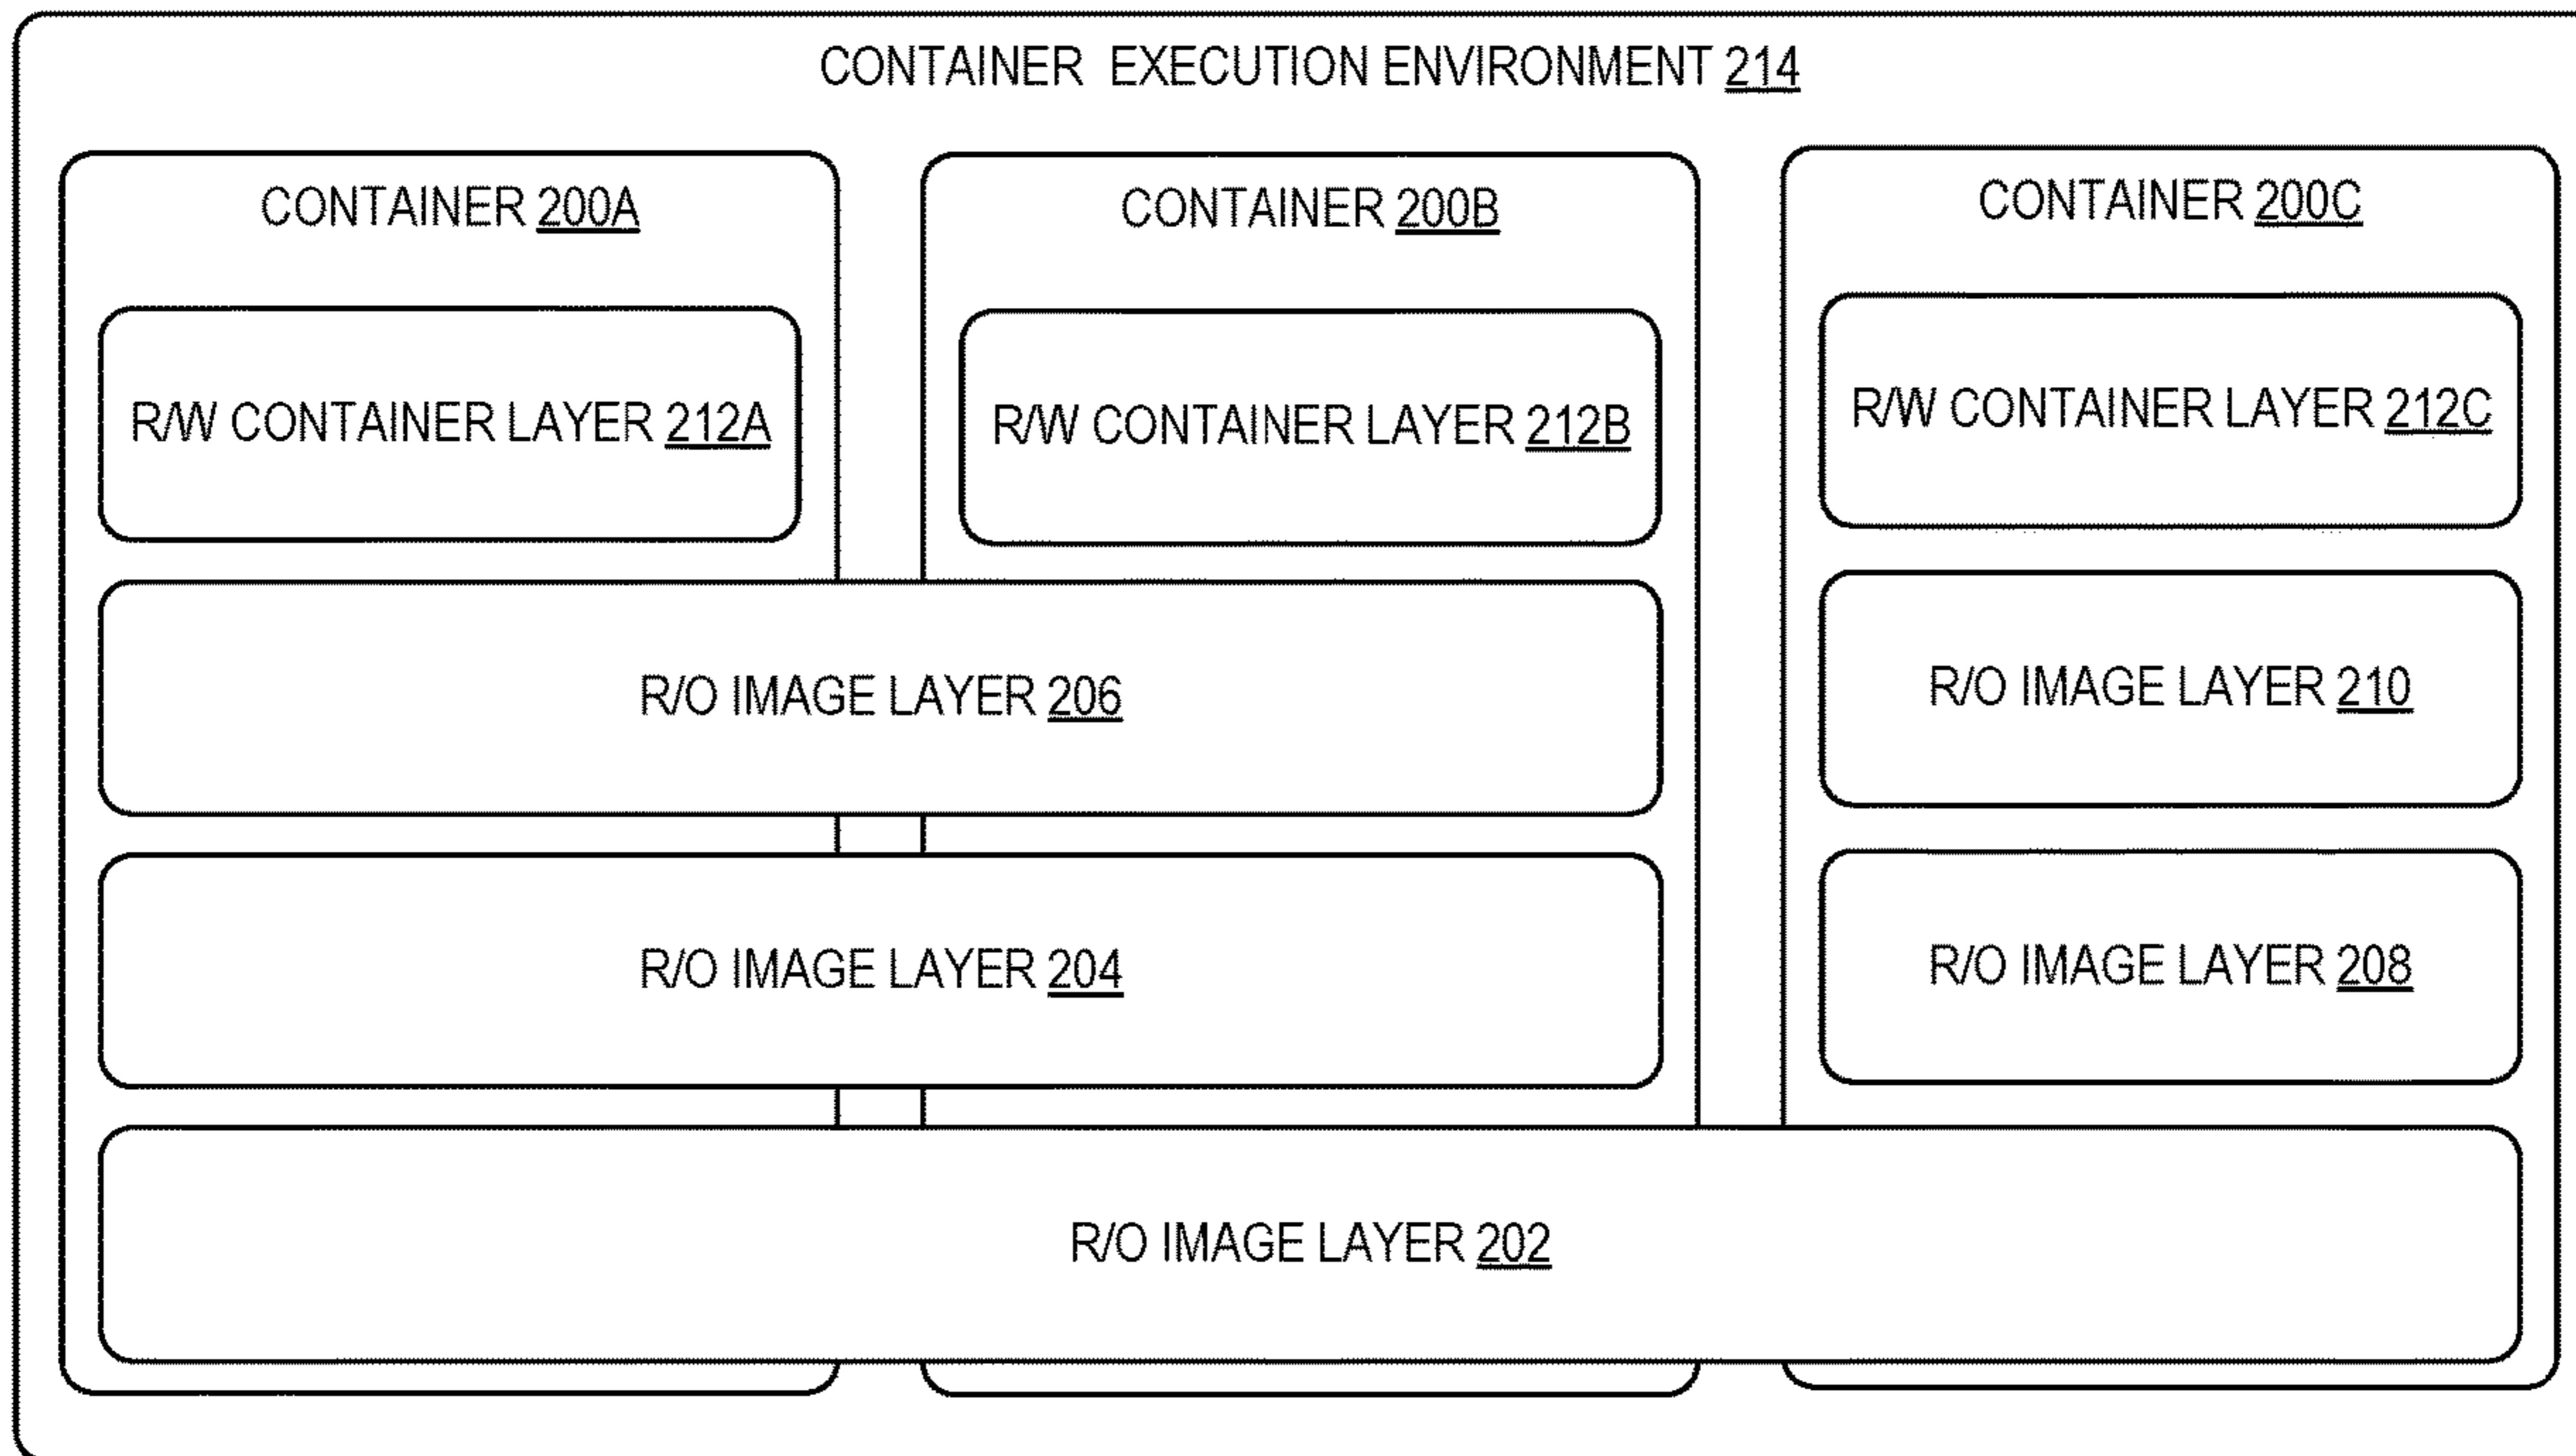 CONTAINER EXECUTION ENVIRONMENT 214
CONTAINER 200A
CONTAINER 200B
CONTAINER 200C
R/W CONTAINER LAYER 212A
R/W CONTAINER LAYER 212B
R/W CONTAINER LAYER 212C
R/O IMAGE LAYER 206
R/O IMAGE LAYER 210
R/O IMAGE LAYER 204
R/O IMAGE LAYER 208
R/O IMAGE LAYER 202